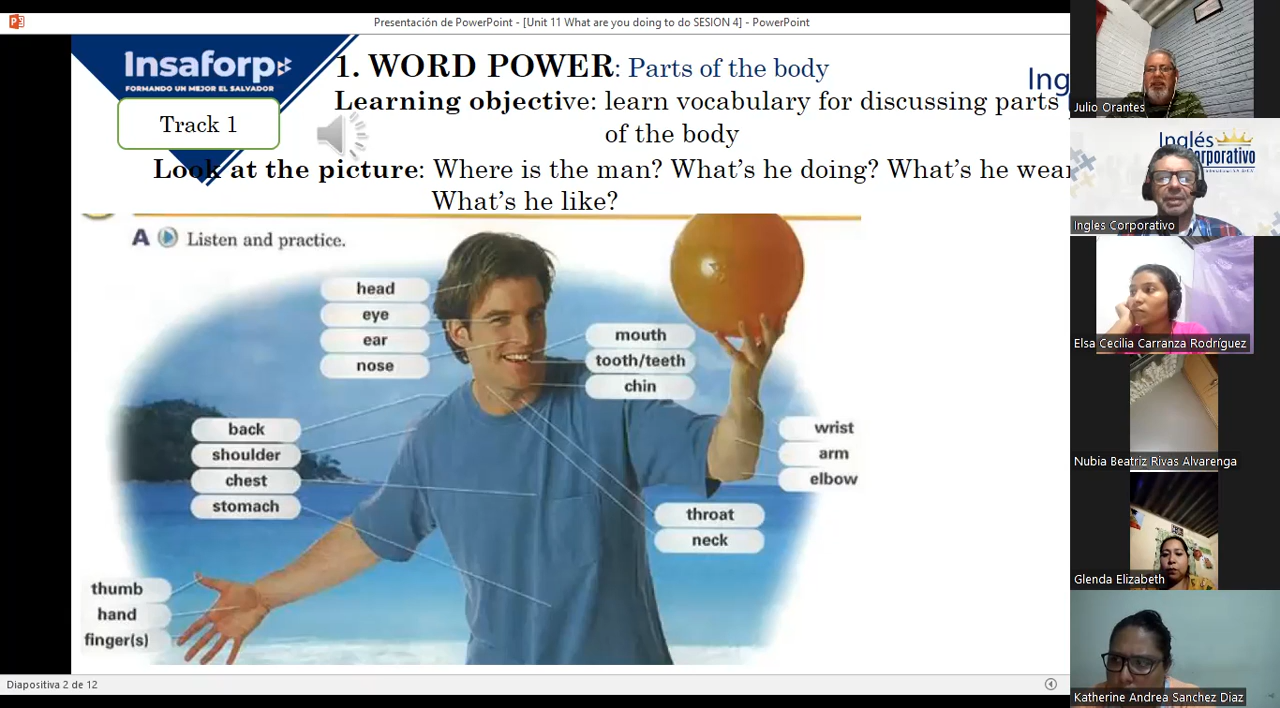 Presentación de PowerPoint - [Unit 11 What are you doing to do SESION 4] - PowerPoint
Insaforp
FORMANDO UN MEJOR EL SALVADOR
1. WORD POWER: Parts of the body
Ing
Learning objective: learn vocabulary for discussing parts
of the body
Track 1
Look at the picture: Where is the man? What's he doing? What's he wear
What's he like?
A Listen and practice.
head
eye
ear
nose
mouth
tooth/teeth
chin
back
shoulder
chest
stomach
wrist
arm
elbow
throat
neck
thumb
hand
finger(s)
Diapositiva 2 de 12
Julio Orantes
Inglés
Corporativo
Ingles Corporativo
Elsa Cecilia Carranza Rodríguez
Nubia Beatriz Rivas Alvarenga
Glenda Elizabeth
Katherine Andrea Sanchez Diaz